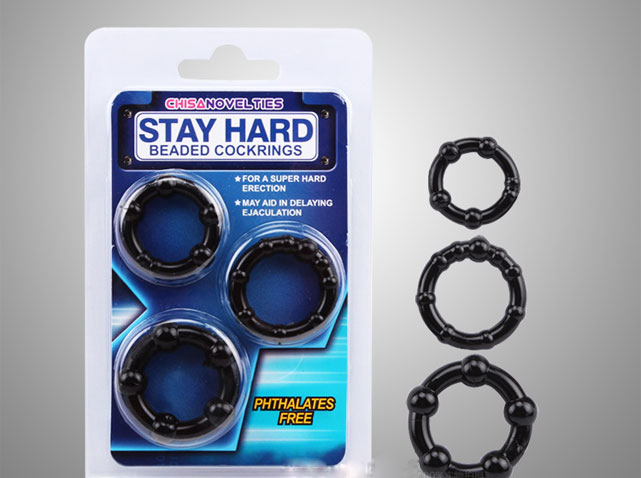 CHISANOVELTIES
STAY HARD
BEADED COCKRINGS
★FOR A SUPER HARD
ERECTION
★MAY AID IN DELAYING
EJACULATION
PHTHALATES
FREE